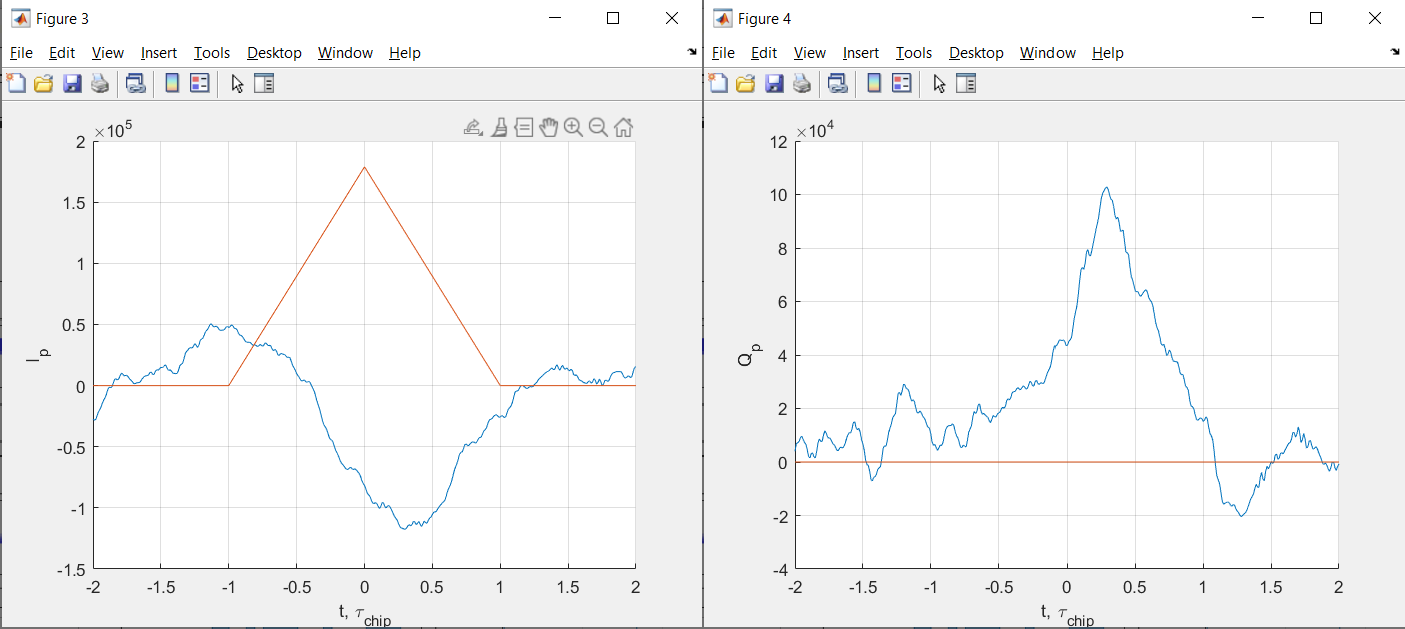 Figure 3
File Edit View Insert Tools Desktop Window Help
×10^5
2
1.5
1
0.5
0
-0.5
-1
-1.5
I_p
-2 -1.5 -1 -0.5 0 0.5 1 1.5 2
t, τ_chip
Figure 4
File Edit View Insert Tools Desktop Window Help
×10^4
12
10
8
6
4
2
0
-2
-4
Q_p
-2 -1.5 -1 -0.5 0 0.5 1 1.5 2
t, τ_chip